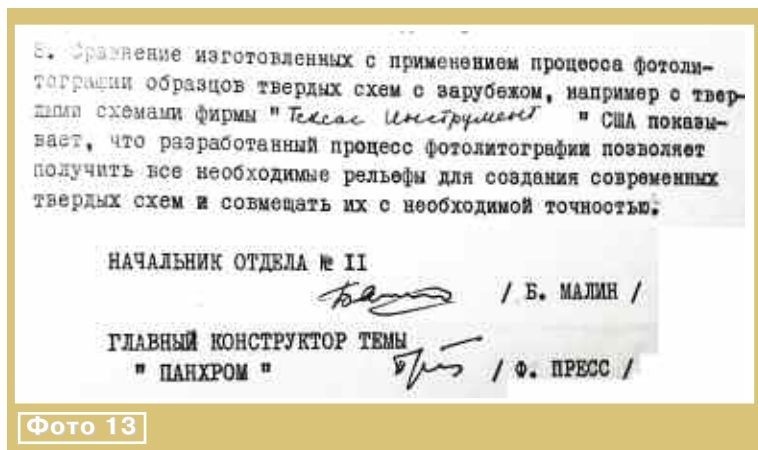 8. Сравнение изготовленных с применением процесса фотоли-
тографии образцов твердых схем с зарубежом, например с твер-
дыми схемами фирмы " Тексас Инструмент " США показы-
вает, что разработанный процесс фотолитографии позволяет
получить все необходимые рельефы для создания современных
твердых схем и совмещать их с необходимой точностью.
НАЧАЛЬНИК ОТДЕЛА № II
/ Б. МАЛИН /
ГЛАВНЫЙ КОНСТРУКТОР ТЕМЫ
" ПАНХРОМ " / Ф. ПРЕСС /
Фото 13